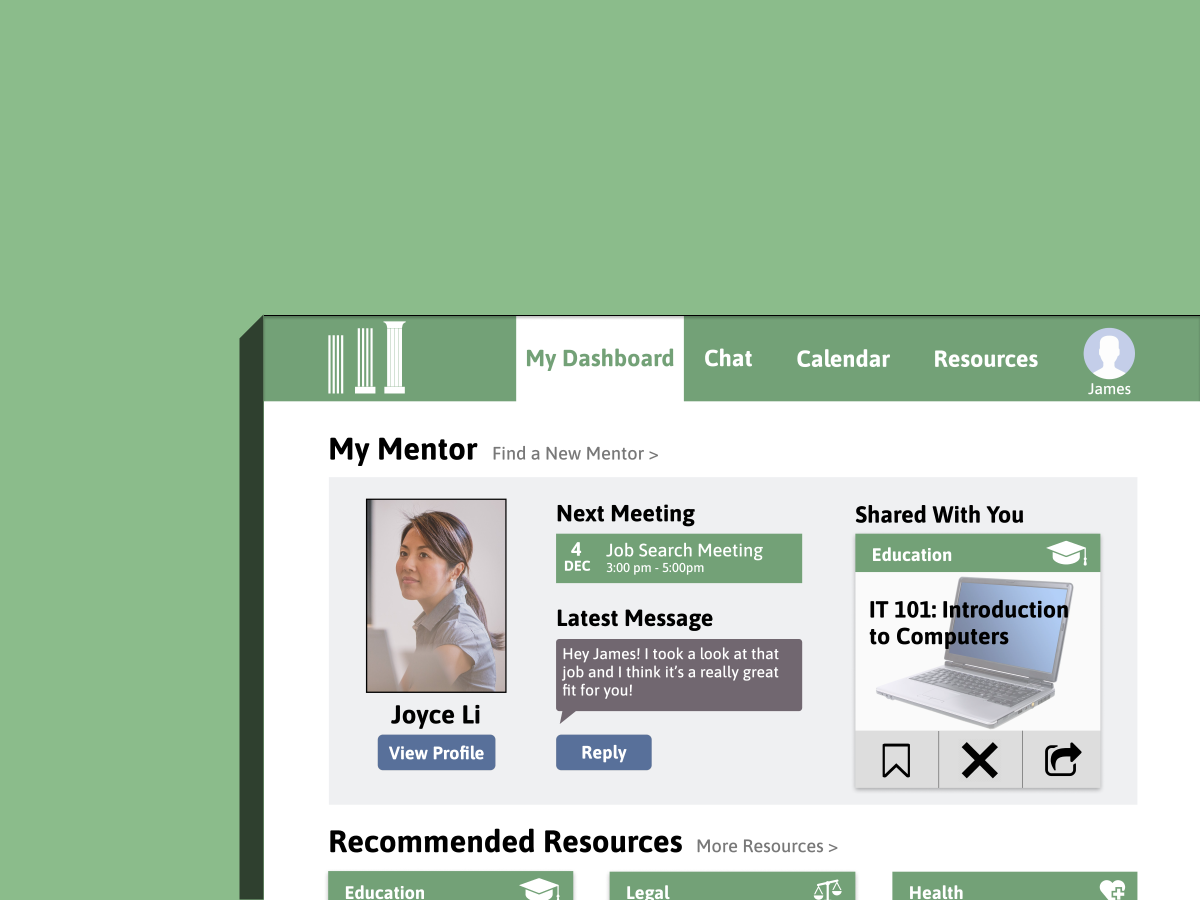 My Dashboard
Chat
Calendar
Resources
James
My Mentor
Find a New Mentor >
Joyce Li
View Profile
Next Meeting
4
DEC
Job Search Meeting
3:00 pm - 5:00pm
Latest Message
Hey James! I took a look at that
job and I think it’s a really great
fit for you!
Reply
Shared With You
Education
IT 101: Introduction
to Computers
Recommended Resources
More Resources >
Education
Legal
Health